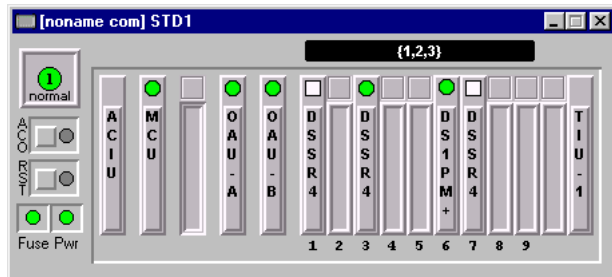 [noname com] STD1
{1,2,3}
1
normal
ACO
RST
Fuse Pwr
ACIU
MCU
OAU-A
OAU-B
DSSR4
DSSR4
DS1PM+
DSSR4
TIU-1
1 2 3 4 5 6 7 8 9